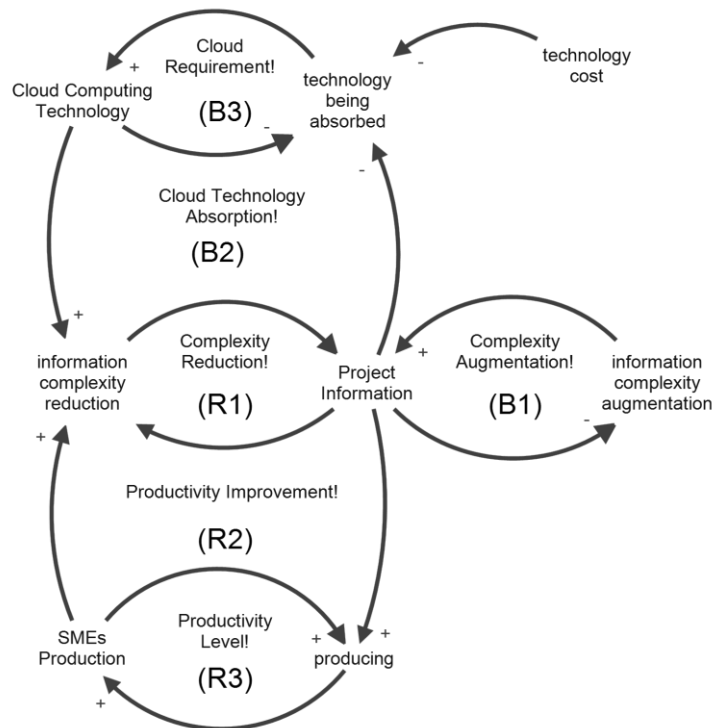 Cloud
Requirement!
+
Cloud Computing
Technology
(B3)
-
technology
being
absorbed
-
technology
cost
-
Cloud Technology
Absorption!
(B2)
+
information
complexity
reduction
+
Complexity
Reduction!
(R1)
Project
Information
+
Complexity
Augmentation!
(B1)
-
information
complexity
augmentation
Productivity Improvement!
(R2)
SMEs
Production
+
Productivity
Level!
(R3)
+
+
producing